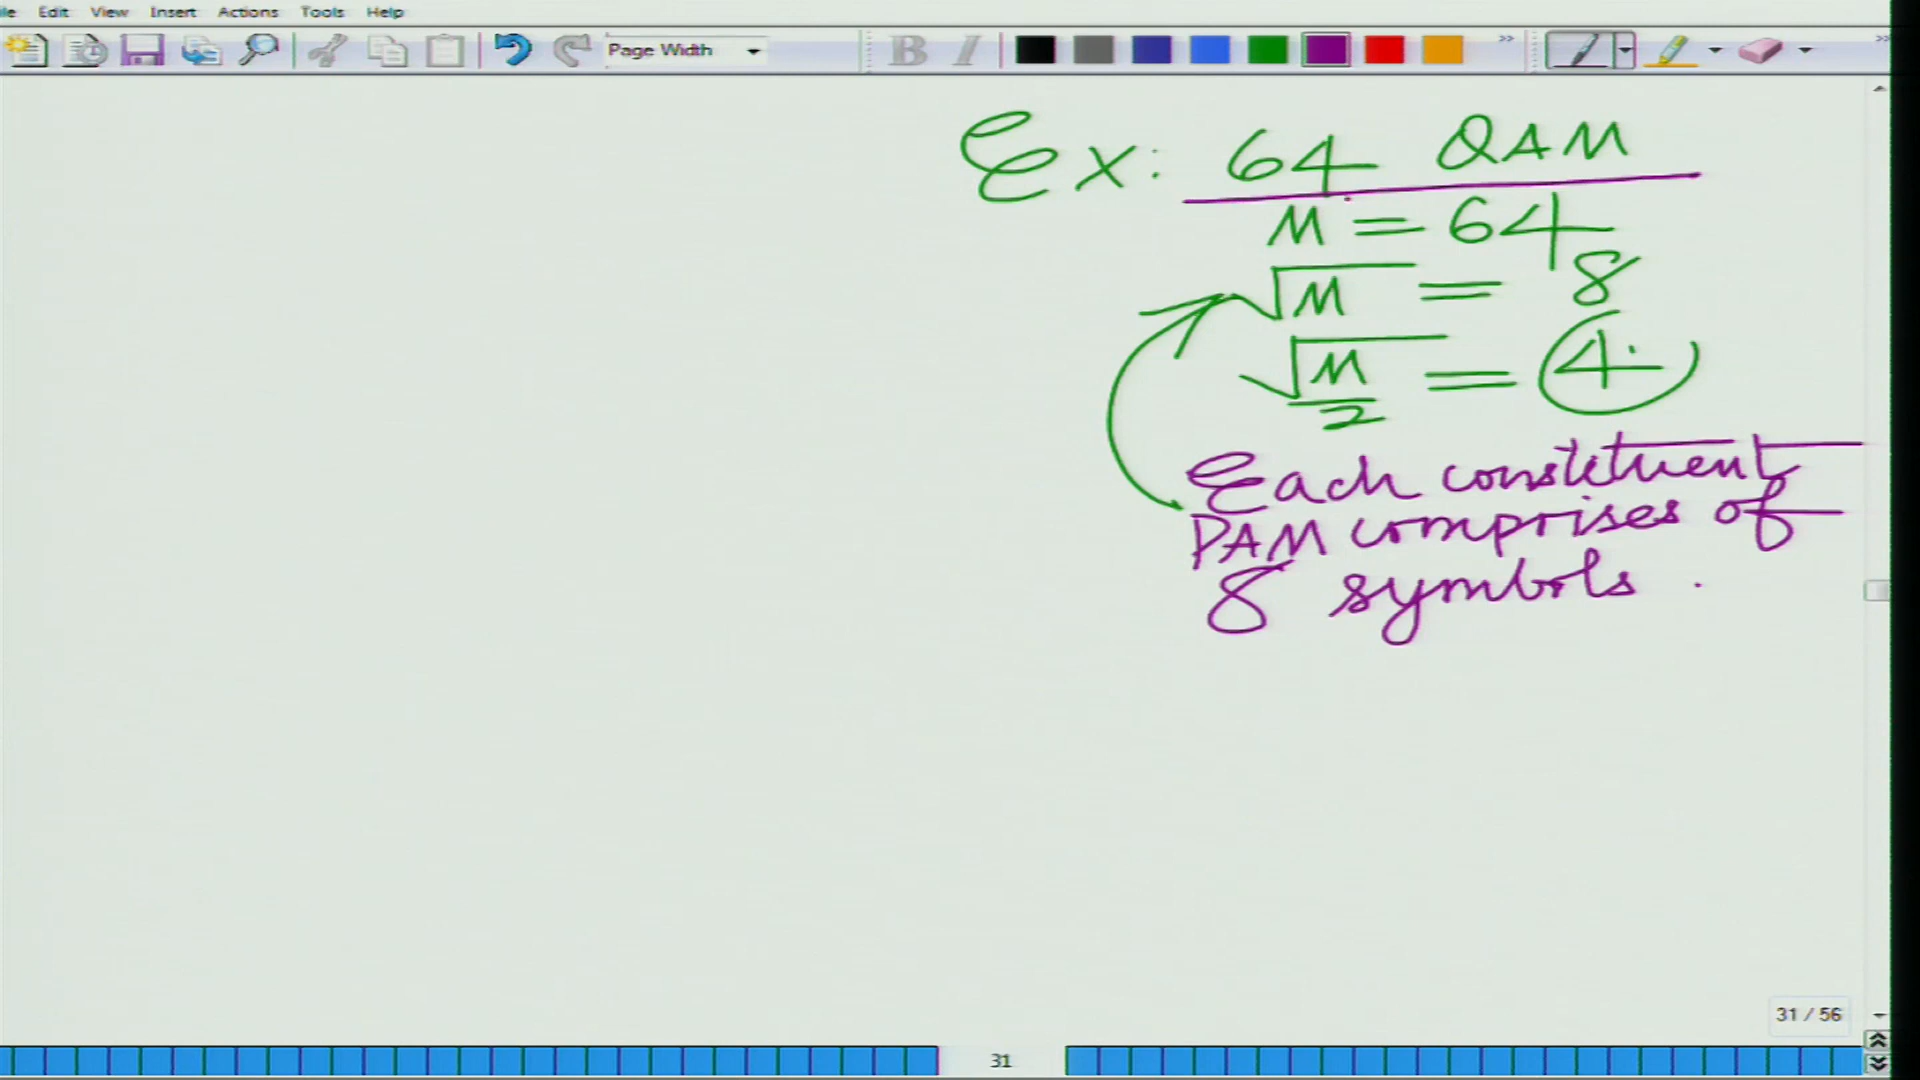 ile Edit View Insert Actions Tools Help
Page Width B I
Ex: 64 QAM
M = 64
√M = 8
√M/2 = 4
Each constituent
PAM comprises of
8 symbols.
31 / 56
31